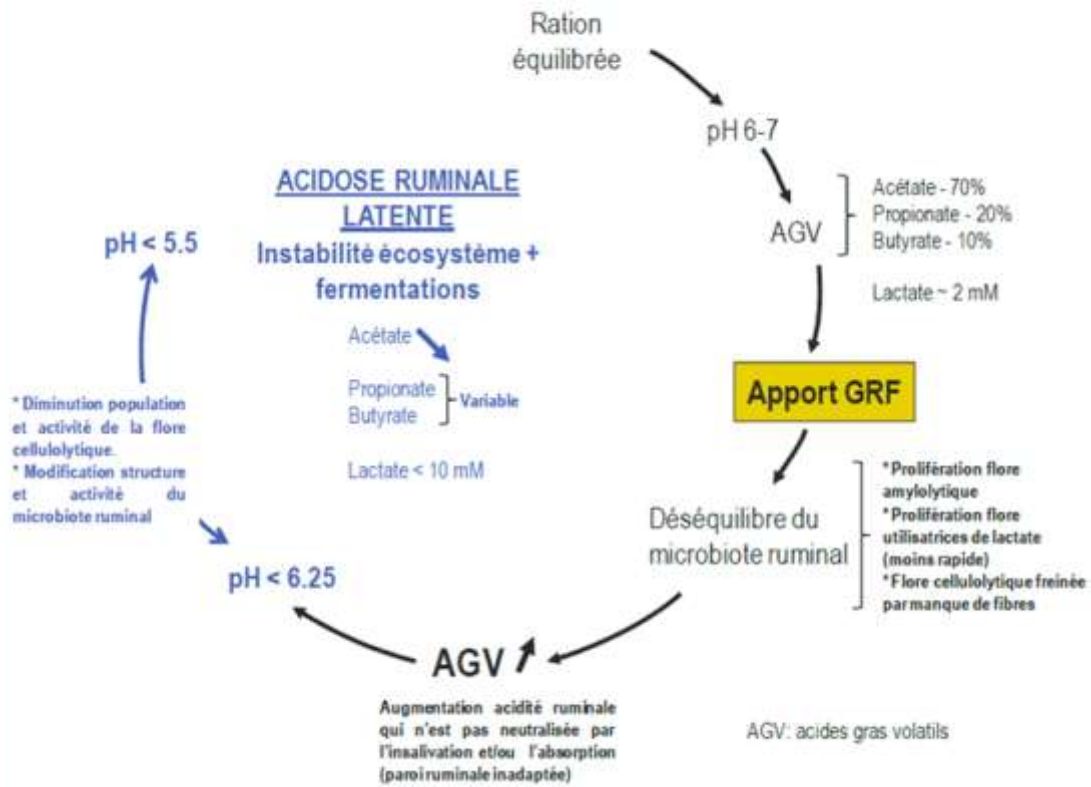 Ration
équilibrée
pH 6-7
AGV
Acétate - 70%
Propionate - 20%
Butyrate - 10%
Lactate ~ 2 mM
Apport GRF
Déséquilibre du
microbiote ruminal
*Prolifération flore
amylolytique
*Prolifération flore
utilisatrices de lactate
(moins rapide)
*Flore cellulolytique freinée
par manque de fibres
AGV
Augmentation acidité ruminale
qui n'est pas neutralisée par
l'insalivation et/ou l'absorption
(paroi ruminale inadaptée)
pH < 6.25
* Diminution population
et activité de la flore
cellulolytique.
* Modification structure
et activité du
microbiote ruminal
pH < 5.5
ACIDOSE RUMINALE
LATENTE
Instabilité écosystème +
fermentations
Acétate
Propionate
Butyrate
Variable
Lactate < 10 mM
AGV: acides gras volatils